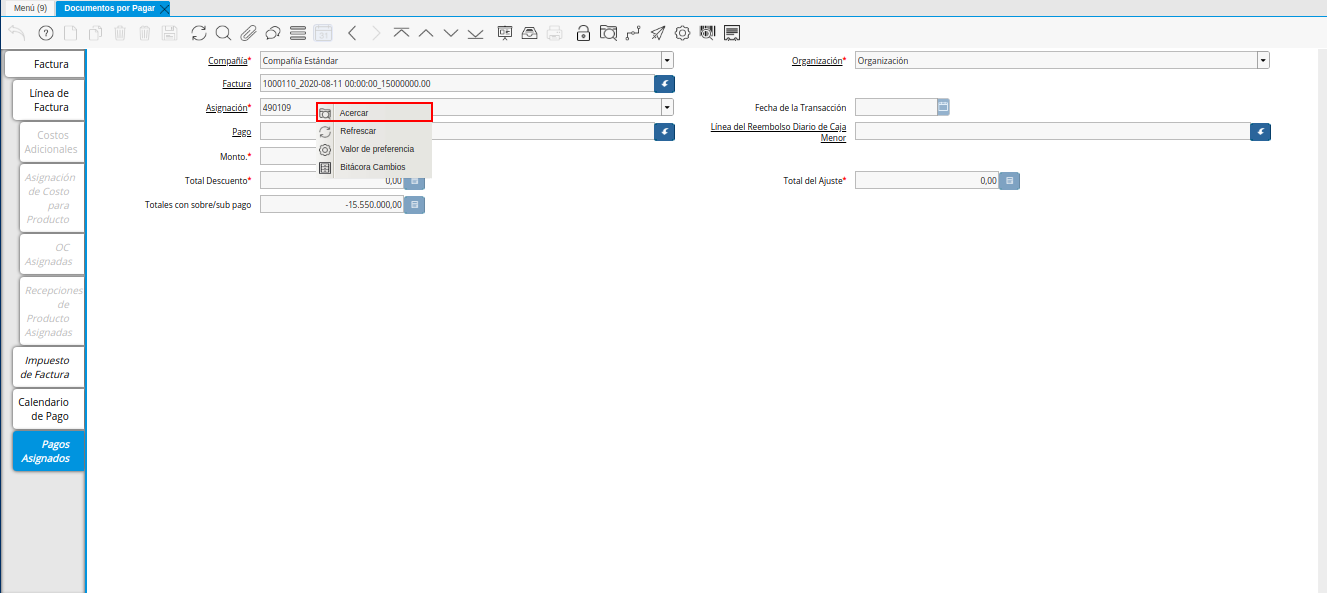 Menú (9)
Documentos por Pagar
Factura
Línea de
Factura
Costos
Adicionales
Asignación
de Costo
para
Producto
OC
Asignadas
Recepciones
de
Producto
Asignadas
Impuesto
de Factura
Calendario
de Pago
Pagos
Asignados
Compañía* Compañía Estándar
Organización* Organización
Factura 1000110_2020-08-11 00:00:00_15000000.00
Asignación* 490109
Fecha de la Transacción
Pago
Línea del Reembolso Diario de Caja
Menor
Monto.*
Total Descuento* 0,00
Total del Ajuste* 0,00
Totales con sobre/sub pago -15.550.000,00
Acercar
Refrescar
Valor de preferencia
Bitácora Cambios